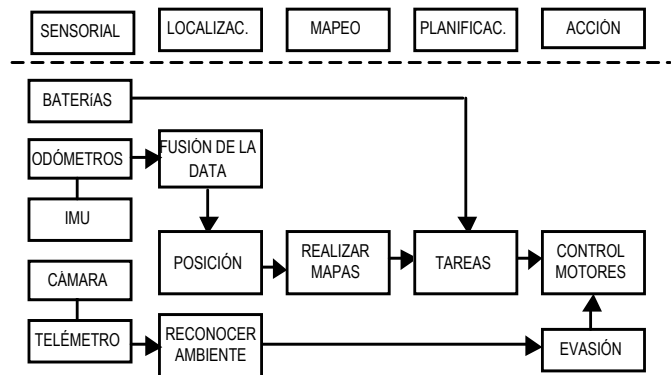 SENSORIAL
LOCALIZAC.
MAPEO
PLANIFICAC.
ACCIÓN
BATERíAS
ODÓMETROS
FUSIÓN DE LA
DATA
IMU
POSICIÓN
REALIZAR
MAPAS
TAREAS
CONTROL
MOTORES
CÁMARA
TELÉMETRO
RECONOCER
AMBIENTE
EVASIÓN